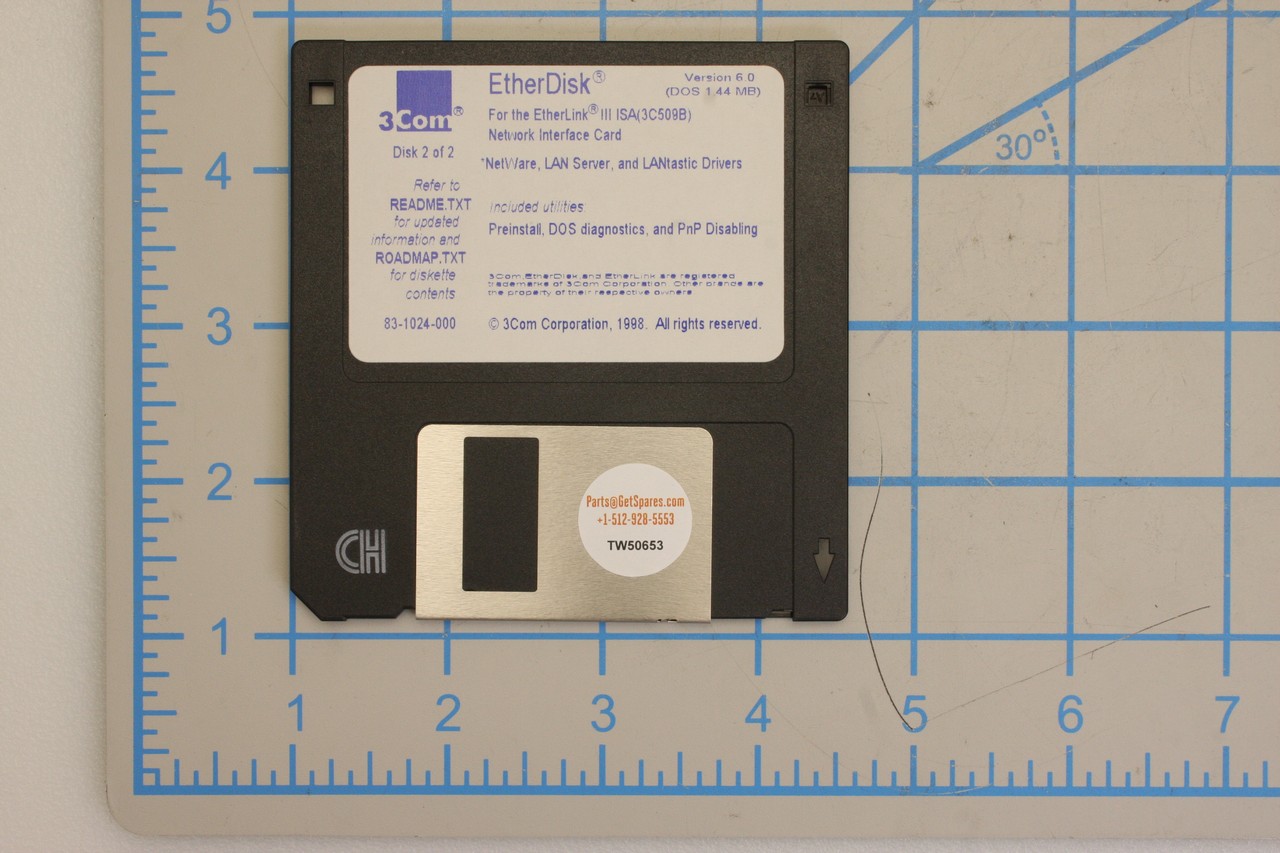 5
4
3
2
1
30°
3Com®
Disk 2 of 2
Refer to
README.TXT
for updated
information and
ROADMAP.TXT
for diskette
contents
83-1024-000
EtherDisk®
Version 6.0
(DOS 1.44 MB)
For the EtherLink® III ISA(3C509B)
Network Interface Card
*NetWare, LAN Server, and LANtastic Drivers
Included utilities:
Preinstall, DOS diagnostics, and PnP Disabling
3Com, EtherDisk, and EtherLink are registered
trademarks of 3Com Corporation. Other brands are
the property of their respective owners.
© 3Com Corporation, 1998. All rights reserved.
Parts@GetSpares.com
+1-512-928-5553
TW50653
CH
1 2 3 4 5 6 7